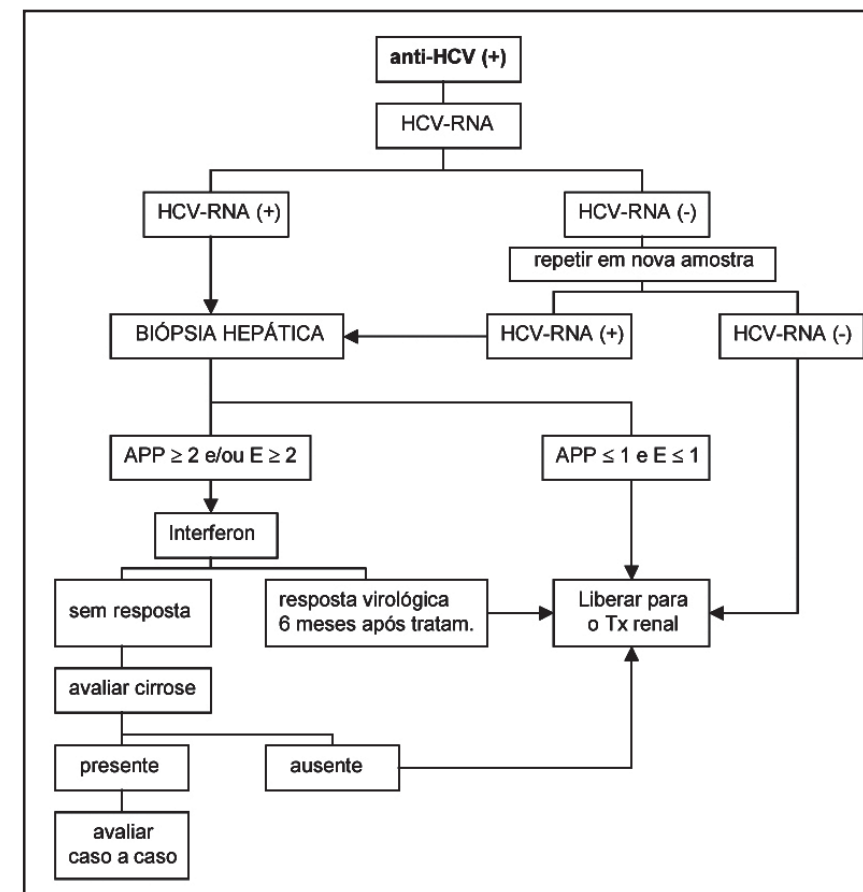 anti-HCV (+)
HCV-RNA
HCV-RNA (+)
HCV-RNA (-)
repetir em nova amostra
BIÓPSIA HEPÁTICA
HCV-RNA (+)
HCV-RNA (-)
APP ≥ 2 e/ou E ≥ 2
APP ≤ 1 e E ≤ 1
Interferon
sem resposta
resposta virológica
6 meses após tratam.
Liberar para
o Tx renal
avaliar cirrose
presente
ausente
avaliar
caso a caso